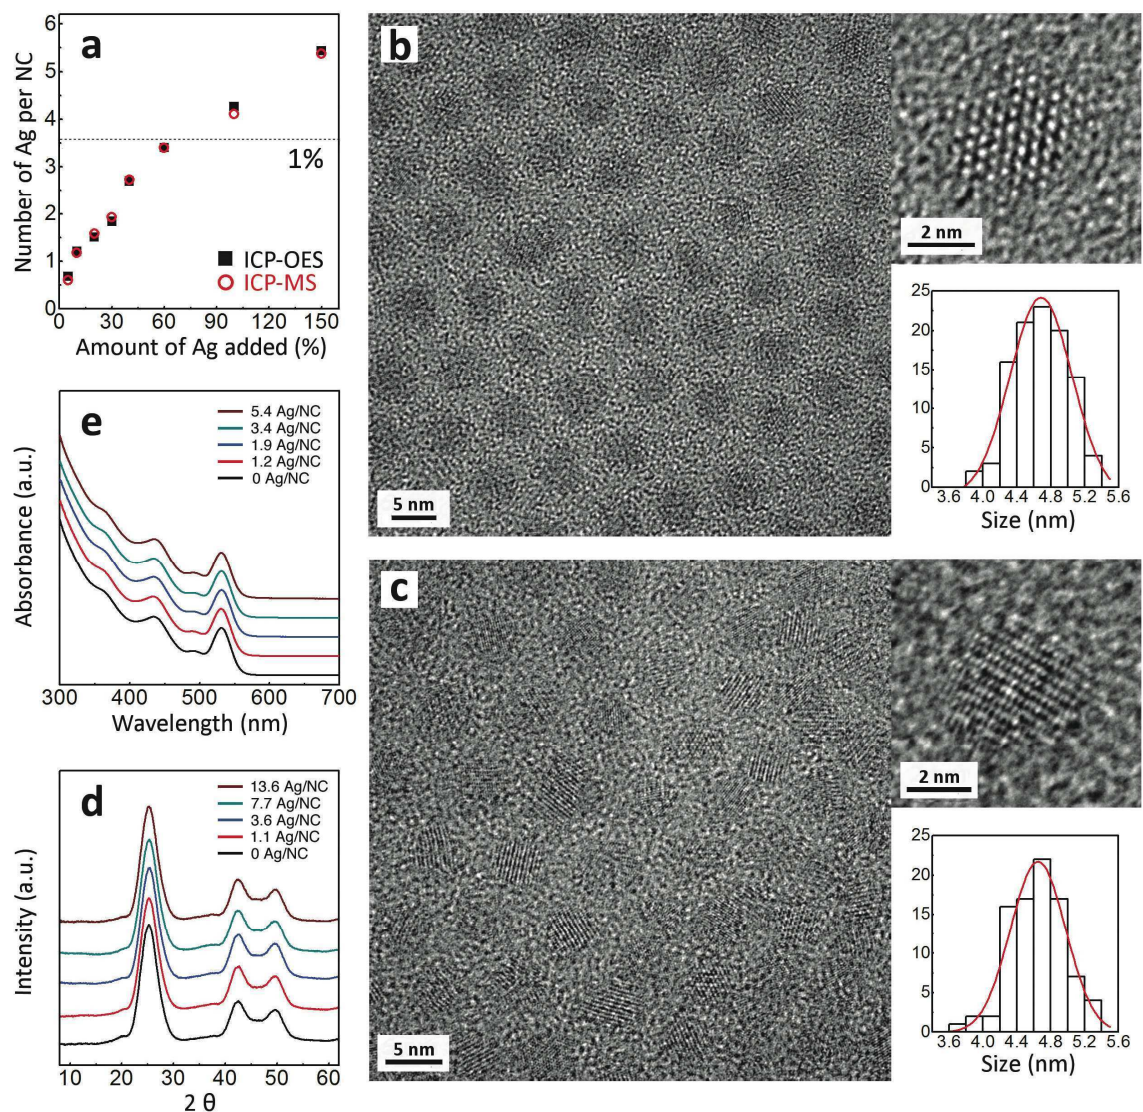 a
Number of Ag per NC
6
5
4
3
2
1
0
1%
ICP-OES
ICP-MS
0 30 60 90 120 150
Amount of Ag added (%)
b
5 nm
2 nm
25
20
15
10
5
0
3.6 4.0 4.4 4.8 5.2 5.6
Size (nm)
e
Absorbance (a.u.)
5.4 Ag/NC
3.4 Ag/NC
1.9 Ag/NC
1.2 Ag/NC
0 Ag/NC
300 400 500 600 700
Wavelength (nm)
c
5 nm
2 nm
25
20
15
10
5
0
3.6 4.0 4.4 4.8 5.2 5.6
Size (nm)
d
Intensity (a.u.)
13.6 Ag/NC
7.7 Ag/NC
3.6 Ag/NC
1.1 Ag/NC
0 Ag/NC
10 20 30 40 50 60
2 θ